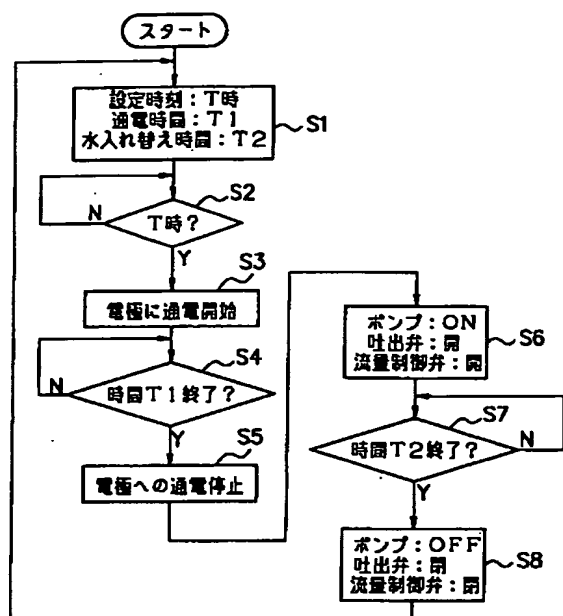 スタート
設定時刻：T時
通電時間：T1
水入れ替え時間：T2
S1
S2
T時？
N
Y
S3
電極に通電開始
S4
時間T1終了？
N
Y
S5
電極への通電停止
ポンプ：ON
吐出弁：開
流量制御弁：開
S6
S7
時間T2終了？
N
Y
ポンプ：OFF
吐出弁：閉
流量制御弁：閉
S8